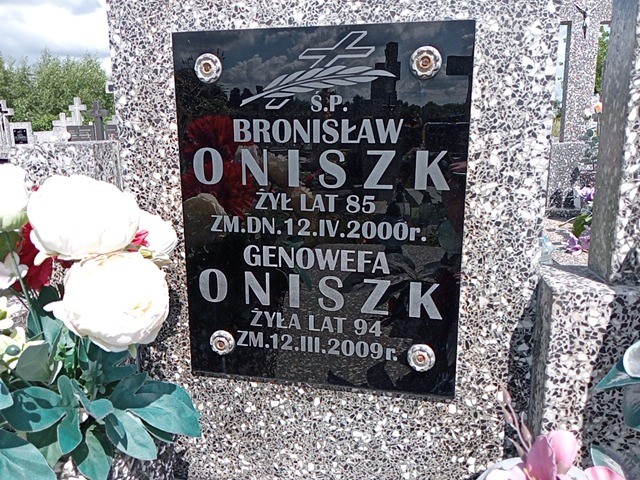 Ś.P.
BRONISŁAW
ONISZK
ŻYŁ LAT 85
ZM.DN.12.IV.2000r.
GENOWEFA
ONISZK
ŻYŁA LAT 94
ZM.12.III.2009r.